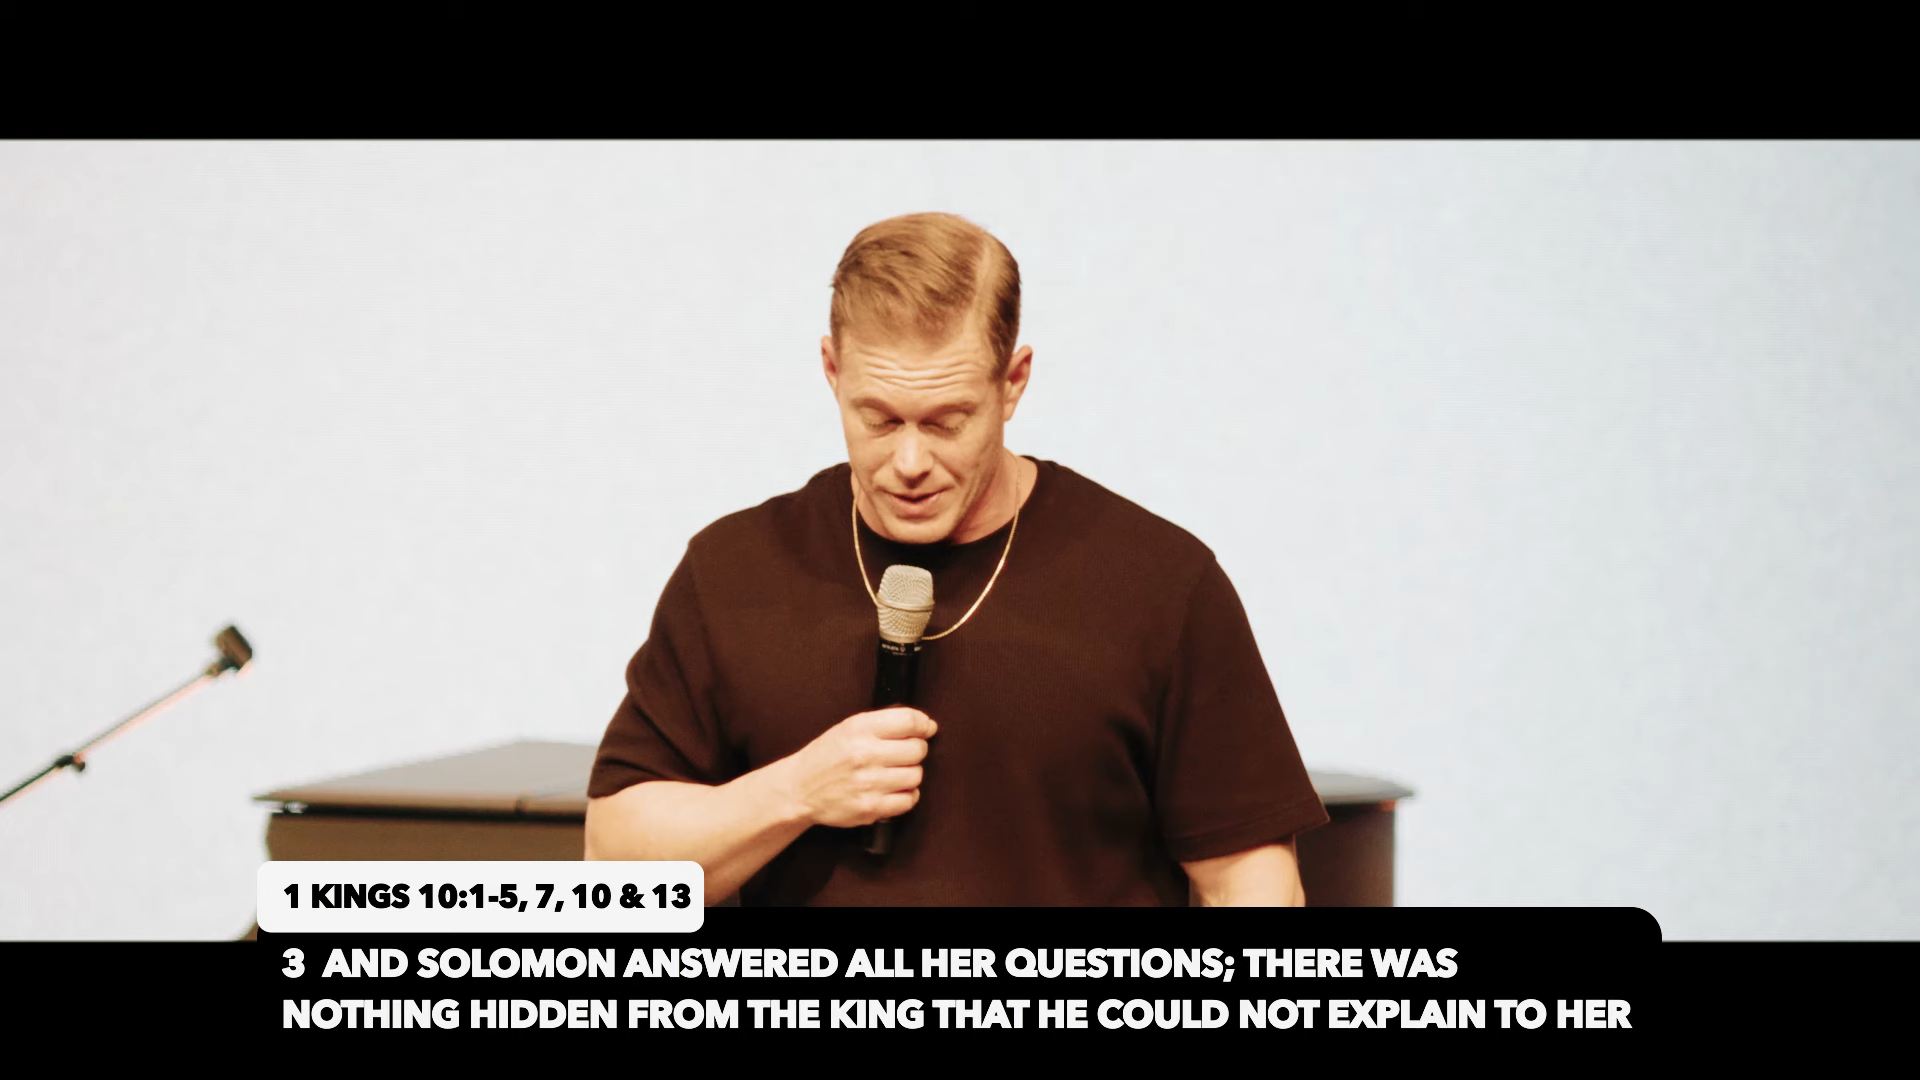 1 KINGS 10:1-5, 7, 10 & 13
3 AND SOLOMON ANSWERED ALL HER QUESTIONS; THERE WAS
NOTHING HIDDEN FROM THE KING THAT HE COULD NOT EXPLAIN TO HER